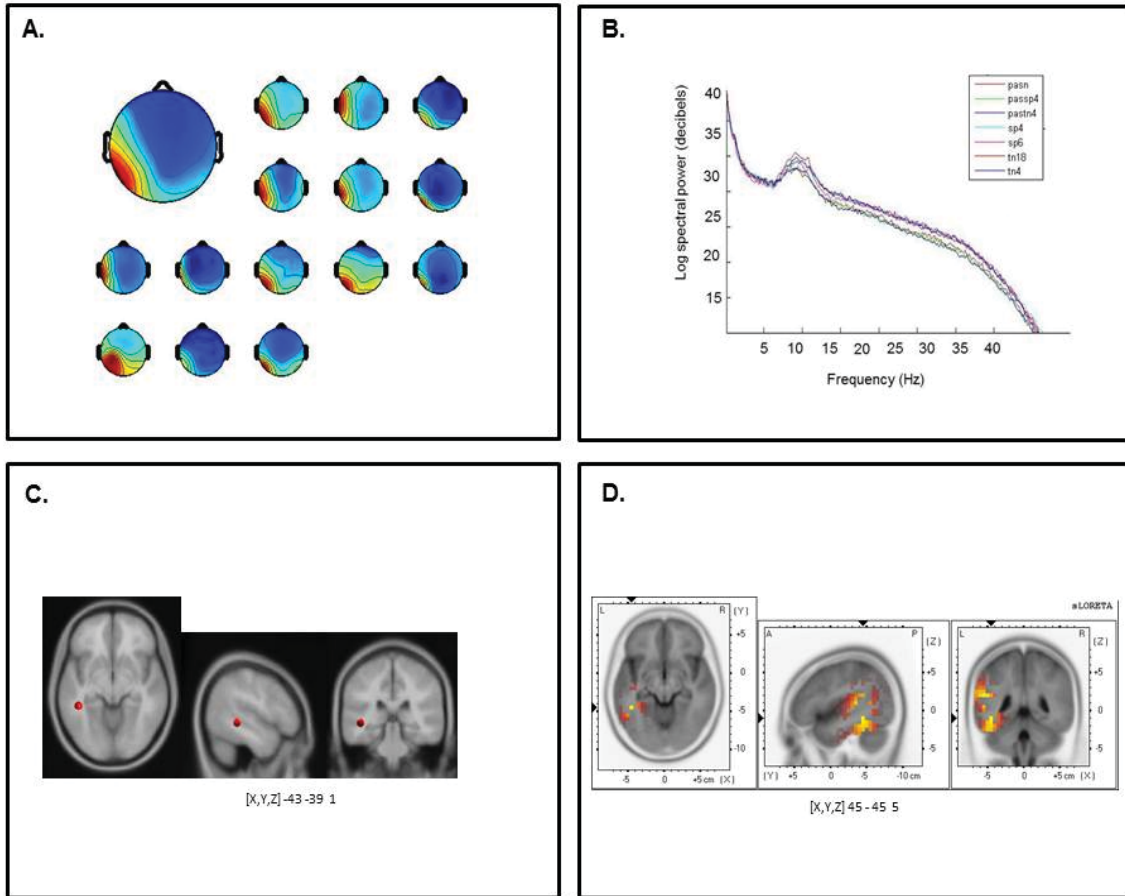 A.
B.
Log spectral power (decibels)
40
35
30
25
20
15
5 10 15 20 25 30 35 40
Frequency (Hz)
pasn
passp4
pastn4
sp4
sp6
tn18
tn4
C.
[X,Y,Z] -43 -39 1
D.
sLORETA
L R (Y)
+5
0
-5
-10
-5 0 +5 cm (X)
A P (Z)
+5
0
-5
(Y) +5 0 -5 -10 cm
L R (Z)
+5
0
-5
-5 0 +5 cm (X)
[X,Y,Z] 45 - 45 5